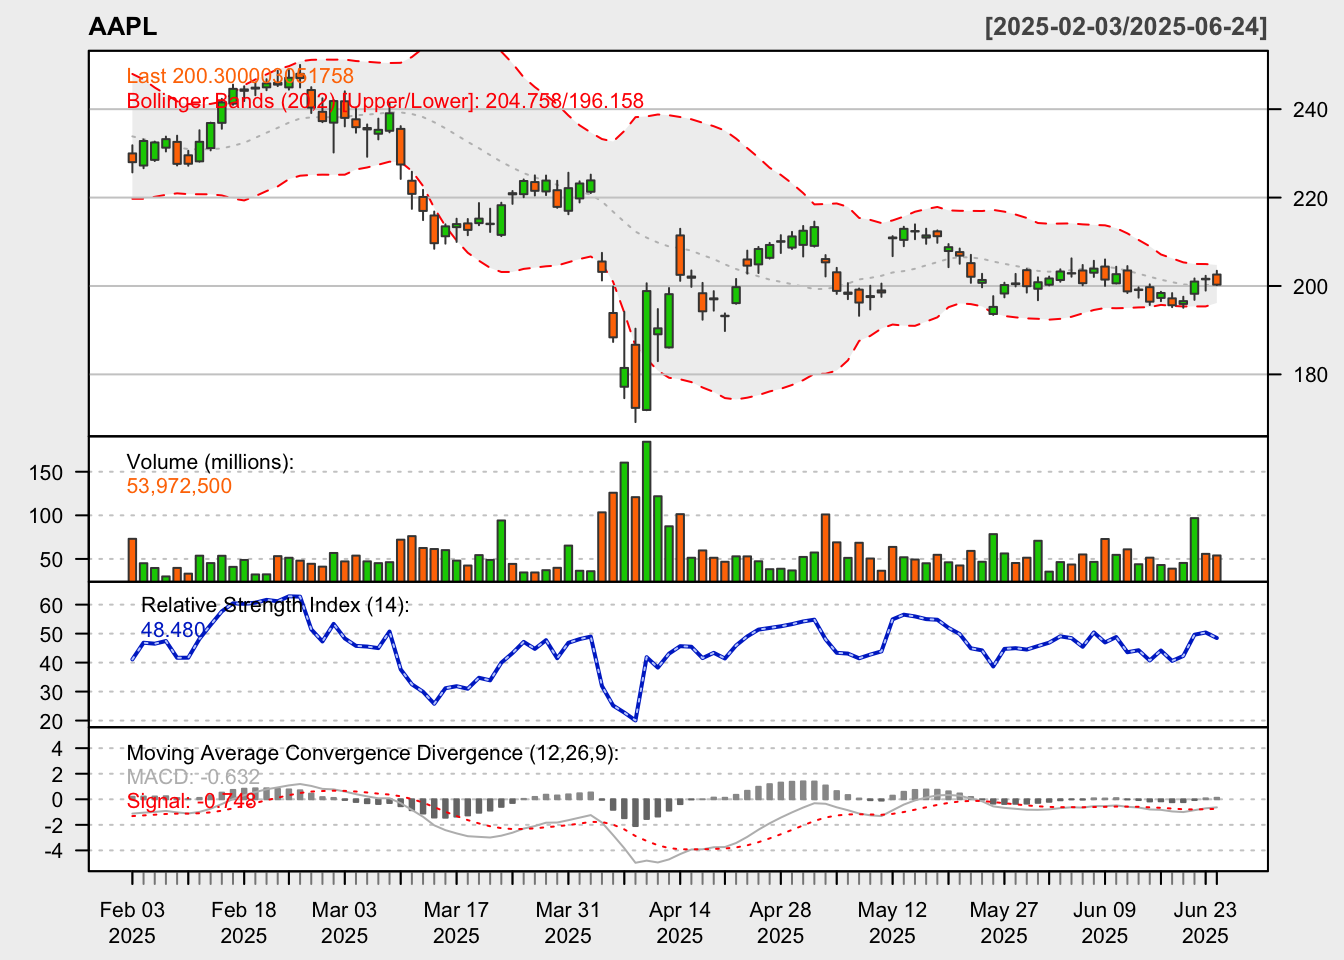 AAPL [2025-02-03/2025-06-24]
Last 200.300003051758
Bollinger Bands (20,2) [Upper/Lower]: 204.758/196.158
240
220
200
180
Volume (millions):
53,972,500
150
100
50
Relative Strength Index (14):
48.480
60
50
40
30
20
Moving Average Convergence Divergence (12,26,9):
MACD: -0.632
Signal: -0.748
4
2
0
-2
-4
Feb 03 Feb 18 Mar 03 Mar 17 Mar 31 Apr 14 Apr 28 May 12 May 27 Jun 09 Jun 23
2025 2025 2025 2025 2025 2025 2025 2025 2025 2025 2025